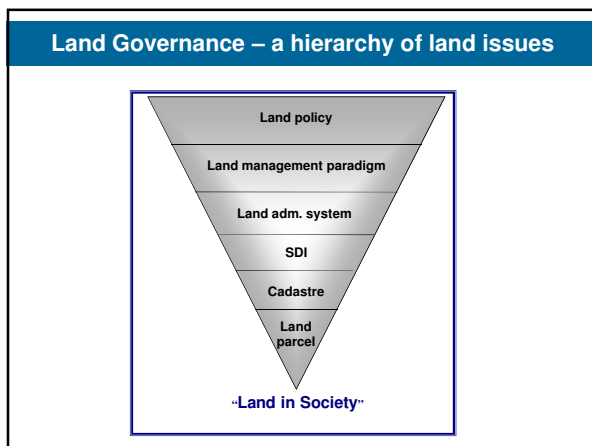 Land Governance – a hierarchy of land issues
Land policy
Land management paradigm
Land adm. system
SDI
Cadastre
Land
parcel
“Land in Society”